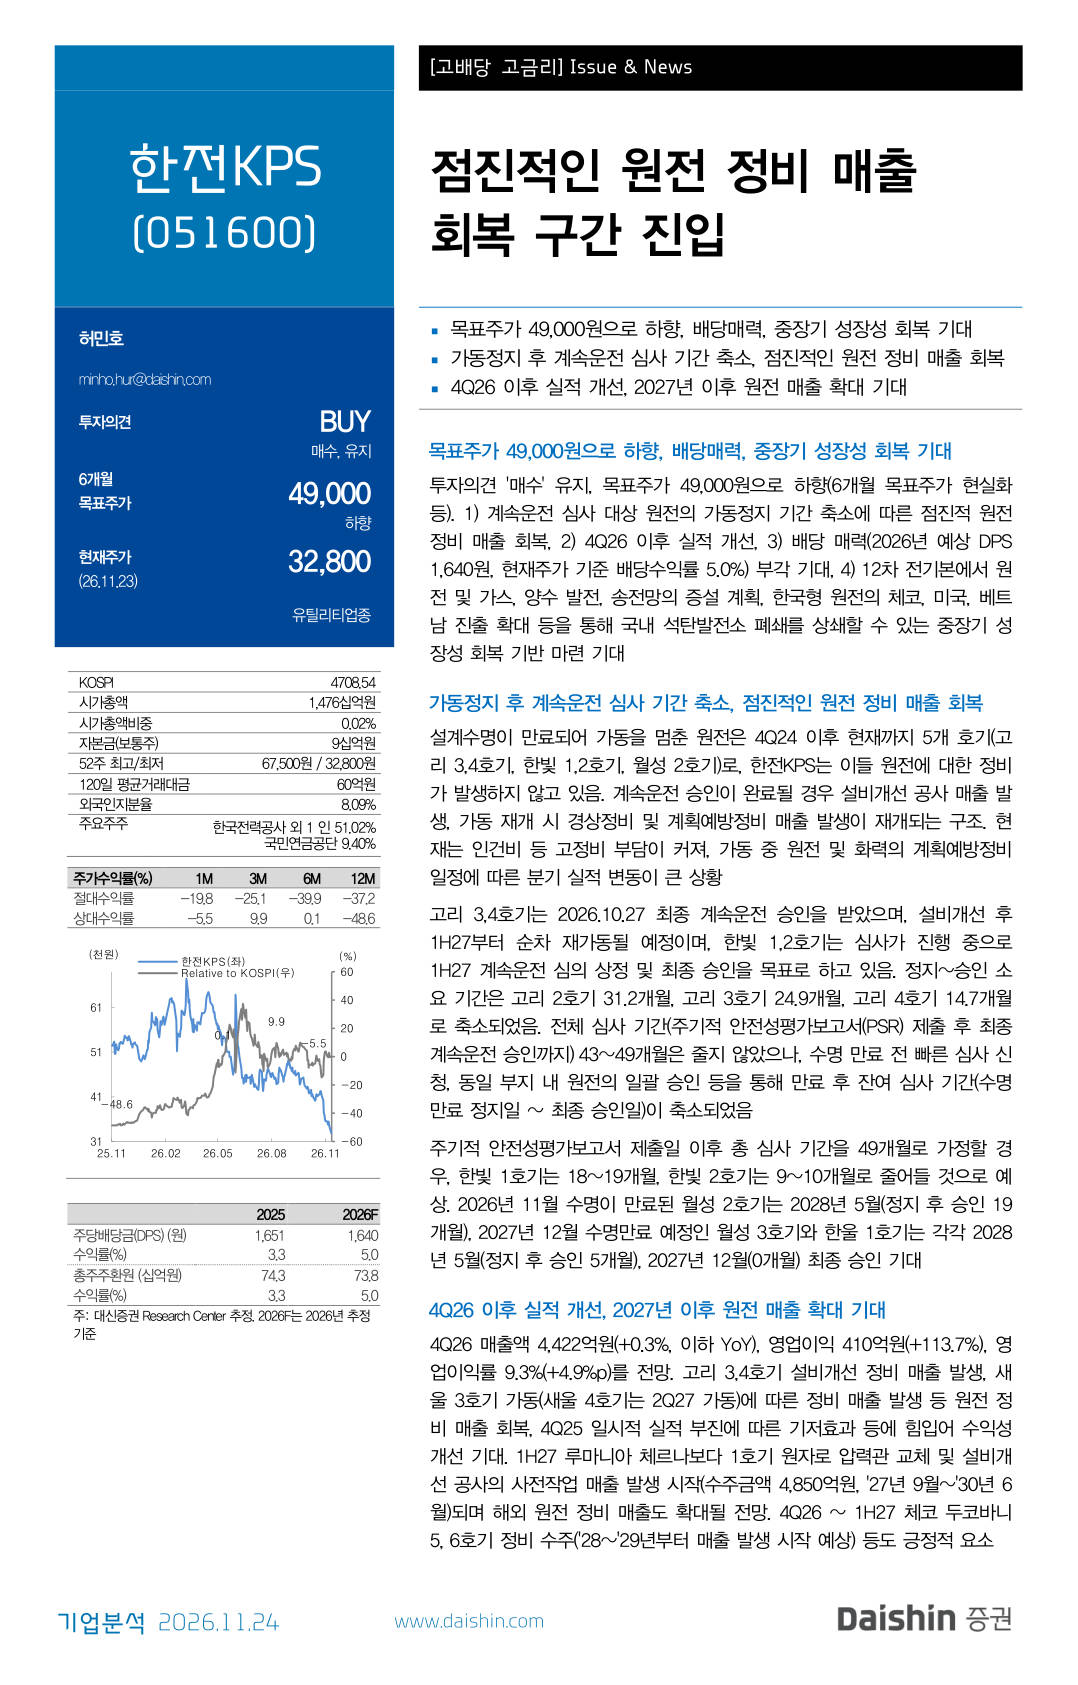 [고배당 고금리] Issue & News
한전KPS
(051600)
점진적인 원전 정비 매출
회복 구간 진입
허민호
minho.hur@daishin.com
투자의견
BUY
매수, 유지
6개월
목표주가
49,000
하향
현재주가
(26.11.23)
32,800
유틸리티업종
▪ 목표주가 49,000원으로 하향, 배당매력, 중장기 성장성 회복 기대
▪ 가동정지 후 계속운전 심사 기간 축소, 점진적인 원전 정비 매출 회복
▪ 4Q26 이후 실적 개선, 2027년 이후 원전 매출 확대 기대
KOSPI 4708.54
시가총액 1,476십억원
시가총액비중 0.02%
자본금(보통주) 9십억원
52주 최고/최저 67,500원 / 32,800원
120일 평균거래대금 60억원
외국인지분율 8.09%
주요주주 한국전력공사 외 1 인 51.02%
국민연금공단 9.40%
주가수익률(%) 1M 3M 6M 12M
절대수익률 -19.8 -25.1 -39.9 -37.2
상대수익률 -5.5 9.9 0.1 -48.6
(천원) 한전KPS(좌) (%)
Relative to KOSPI(우) 60
40
61
9.9 20
0.1 -5.5
51 0
-20
41 -48.6
-40
31 -60
25.11 26.02 26.05 26.08 26.11
2025 2026F
주당배당금(DPS) (원) 1,651 1,640
수익률(%) 3.3 5.0
총주주환원 (십억원) 74.3 73.8
수익률(%) 3.3 5.0
주: 대신증권 Research Center 추정, 2026F는 2026년 추정
기준
목표주가 49,000원으로 하향, 배당매력, 중장기 성장성 회복 기대
투자의견 '매수' 유지, 목표주가 49,000원으로 하향(6개월 목표주가 현실화
등). 1) 계속운전 심사 대상 원전의 가동정지 기간 축소에 따른 점진적 원전
정비 매출 회복, 2) 4Q26 이후 실적 개선, 3) 배당 매력(2026년 예상 DPS
1,640원, 현재주가 기준 배당수익률 5.0%) 부각 기대, 4) 12차 전기본에서 원
전 및 가스, 양수 발전, 송전망의 증설 계획, 한국형 원전의 체코, 미국, 베트
남 진출 확대 등을 통해 국내 석탄발전소 폐쇄를 상쇄할 수 있는 중장기 성
장성 회복 기반 마련 기대
가동정지 후 계속운전 심사 기간 축소, 점진적인 원전 정비 매출 회복
설계수명이 만료되어 가동을 멈춘 원전은 4Q24 이후 현재까지 5개 호기(고
리 3,4호기, 한빛 1,2호기, 월성 2호기)로, 한전KPS는 이들 원전에 대한 정비
가 발생하지 않고 있음. 계속운전 승인이 완료될 경우 설비개선 공사 매출 발
생, 가동 재개 시 경상정비 및 계획예방정비 매출 발생이 재개되는 구조. 현
재는 인건비 등 고정비 부담이 커져, 가동 중 원전 및 화력의 계획예방정비
일정에 따른 분기 실적 변동이 큰 상황
고리 3,4호기는 2026.10.27 최종 계속운전 승인을 받았으며, 설비개선 후
1H27부터 순차 재가동될 예정이며, 한빛 1,2호기는 심사가 진행 중으로
1H27 계속운전 심의 상정 및 최종 승인을 목표로 하고 있음. 정지~승인 소
요 기간은 고리 2호기 31.2개월, 고리 3호기 24.9개월, 고리 4호기 14.7개월
로 축소되었음. 전체 심사 기간(주기적 안전성평가보고서(PSR) 제출 후 최종
계속운전 승인까지) 43~49개월은 줄지 않았으나, 수명 만료 전 빠른 심사 신
청, 동일 부지 내 원전의 일괄 승인 등을 통해 만료 후 잔여 심사 기간(수명
만료 정지일 ~ 최종 승인일)이 축소되었음
주기적 안전성평가보고서 제출일 이후 총 심사 기간을 49개월로 가정할 경
우, 한빛 1호기는 18~19개월, 한빛 2호기는 9~10개월로 줄어들 것으로 예
상. 2026년 11월 수명이 만료된 월성 2호기는 2028년 5월(정지 후 승인 19
개월), 2027년 12월 수명만료 예정인 월성 3호기와 한울 1호기는 각각 2028
년 5월(정지 후 승인 5개월), 2027년 12월(0개월) 최종 승인 기대
4Q26 이후 실적 개선, 2027년 이후 원전 매출 확대 기대
4Q26 매출액 4,422억원(+0.3%, 이하 YoY), 영업이익 410억원(+113.7%), 영
업이익률 9.3%(+4.9%p)를 전망. 고리 3,4호기 설비개선 정비 매출 발생, 새
울 3호기 가동(새울 4호기는 2Q27 가동)에 따른 정비 매출 발생 등 원전 정
비 매출 회복, 4Q25 일시적 실적 부진에 따른 기저효과 등에 힘입어 수익성
개선 기대. 1H27 루마니아 체르나보다 1호기 원자로 압력관 교체 및 설비개
선 공사의 사전작업 매출 발생 시작(수주금액 4,850억원, '27년 9월~'30년 6
월)되며 해외 원전 정비 매출도 확대될 전망. 4Q26 ~ 1H27 체코 두코바니
5, 6호기 정비 수주('28~'29년부터 매출 발생 시작 예상) 등도 긍정적 요소
기업분석 2026.11.24
www.daishin.com
Daishin 증권